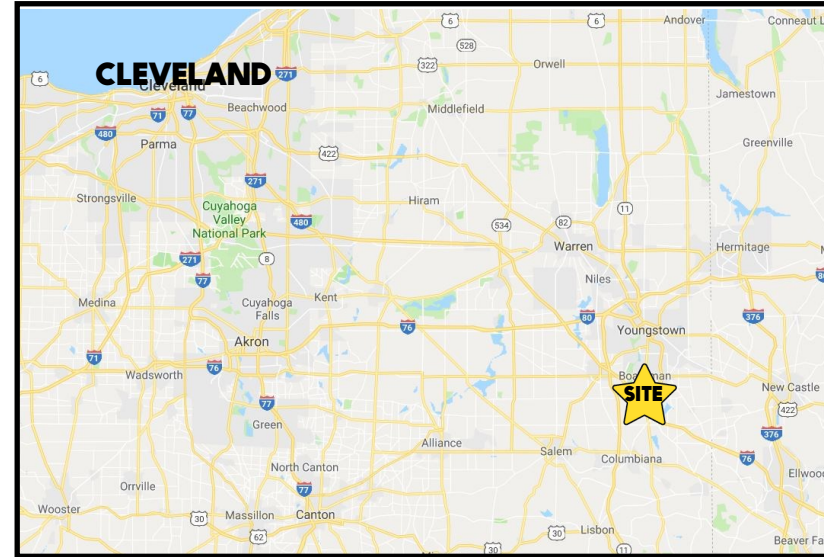 6
6
Andover
Conneaut L
528
CLEVELAND
271
322
Orwell
6
Cleveland
Jamestown
71
77
Beachwood
Middlefield
480
Parma
422
Greenville
271
Strongsville
Cuyahoga
Valley
National Park
Hiram
11
480
534
82
Warren
Hermitage
271
8
77
Niles
80
Medina
Cuyahoga
Falls
Kent
76
80
376
Youngstown
Akron
71
76
Wadsworth
Boardman
SITE
New Castle
77
422
Green
Alliance
376
Salem
Columbiana
76
North Canton
Ellwoo
77
Orrville
Wooster
30
Massillon
Canton
62
30
Lisbon
30
11
Beaver Fa